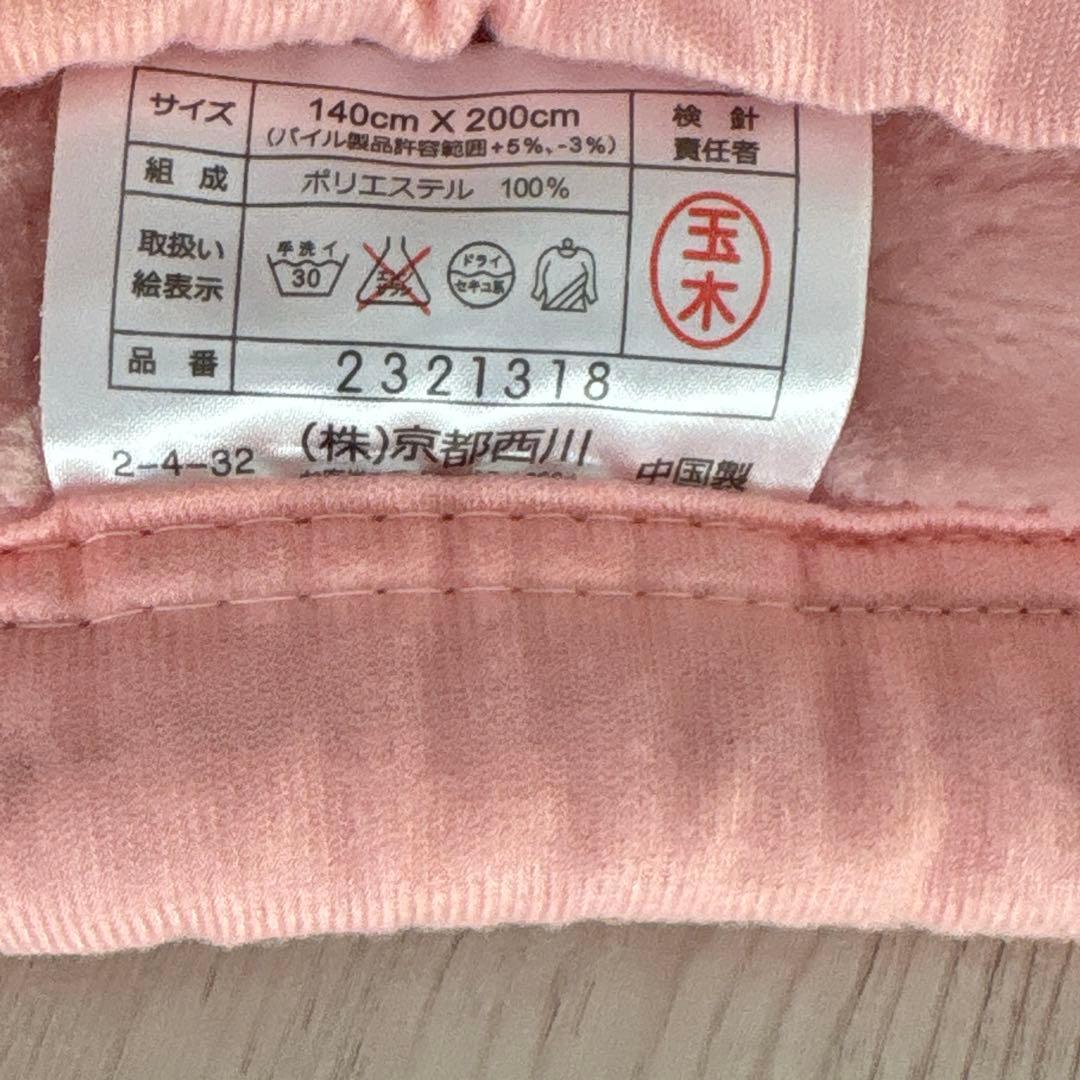 サイズ 140cm X 200cm
(パイル製品許容範囲+5%、-3%)
検針
責任者
組成 ポリエステル 100%
取扱い
絵表示
手洗イ
30
ドライ
セキユ系
玉木
品番 2321318
2-4-32 (株)京都西川 中国製